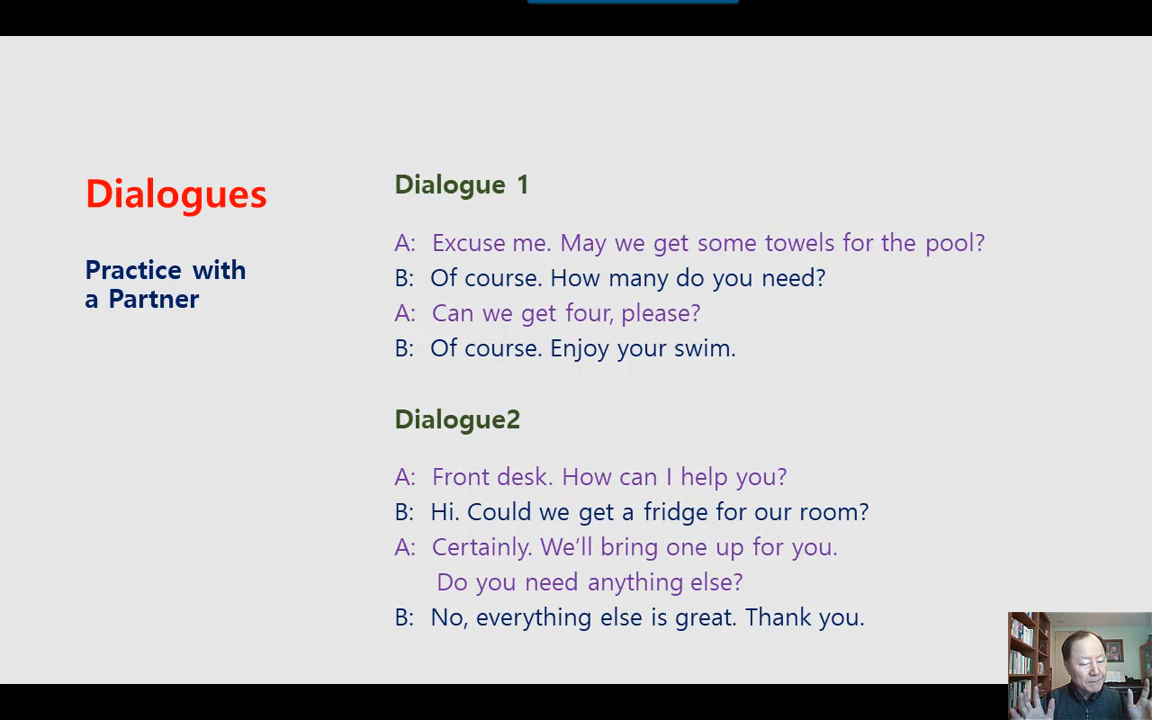 Dialogues
Practice with
a Partner
Dialogue 1
A: Excuse me. May we get some towels for the pool?
B: Of course. How many do you need?
A: Can we get four, please?
B: Of course. Enjoy your swim.
Dialogue2
A: Front desk. How can I help you?
B: Hi. Could we get a fridge for our room?
A: Certainly. We’ll bring one up for you.
Do you need anything else?
B: No, everything else is great. Thank you.